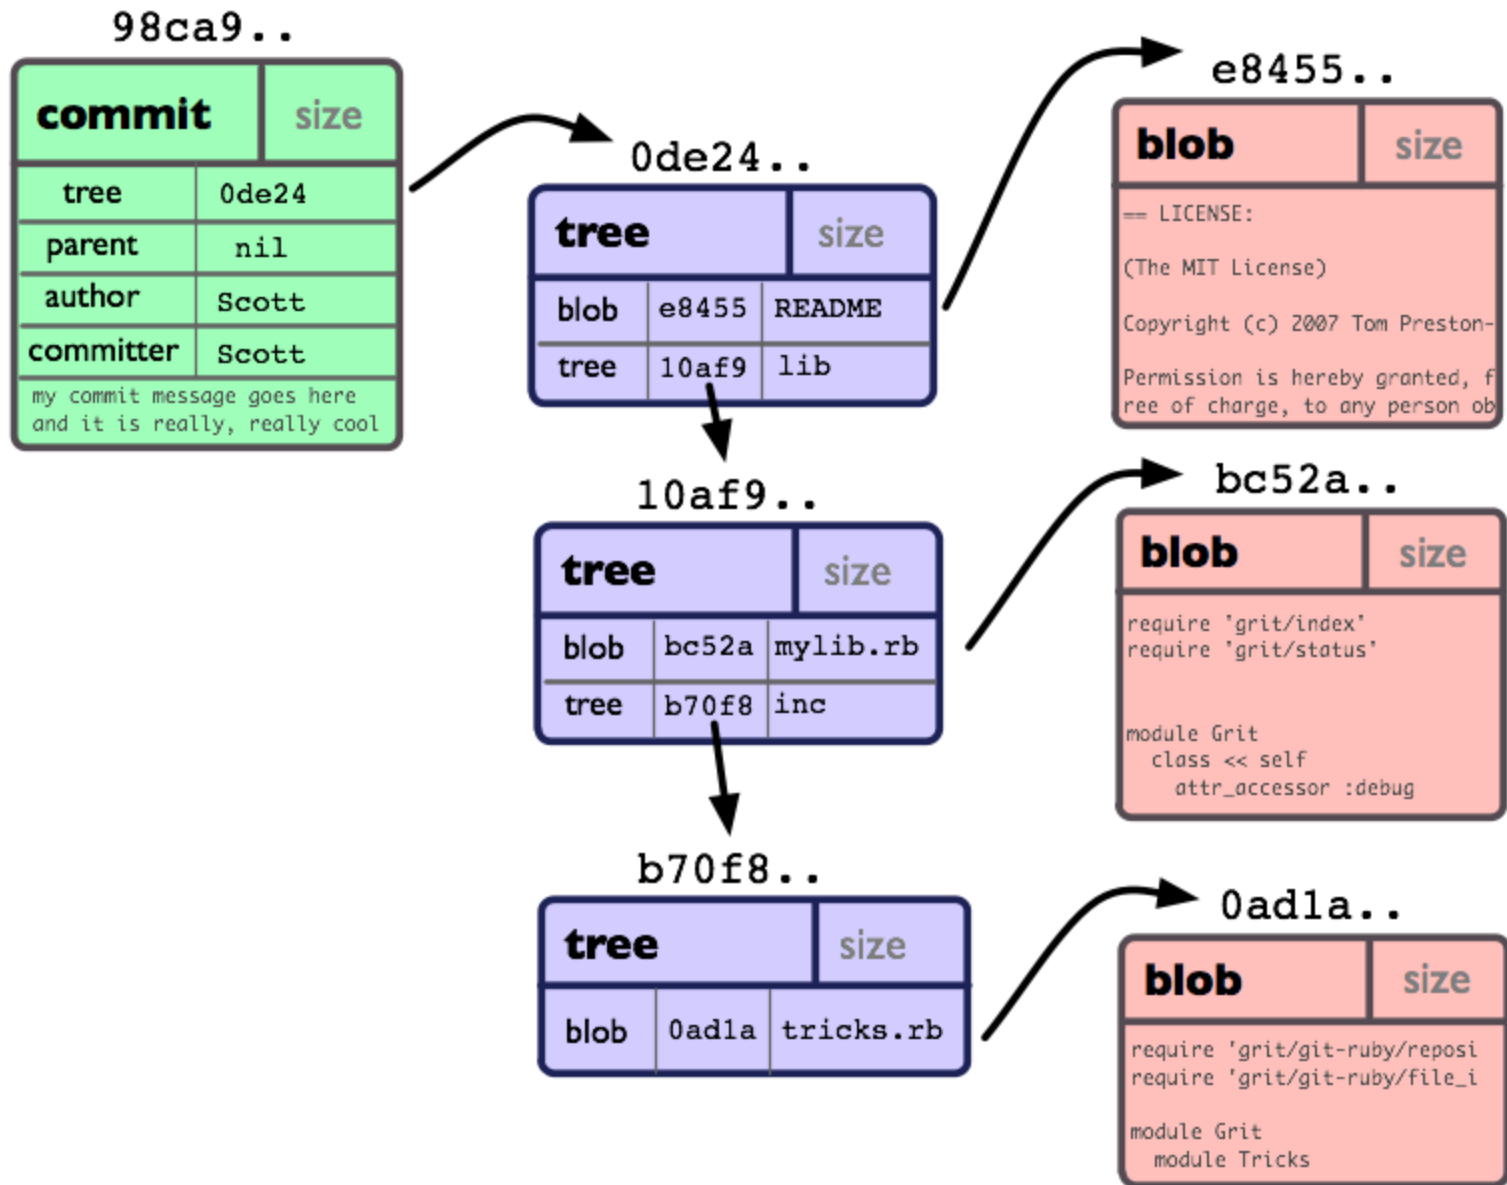 98ca9..
commit size
tree 0de24
parent nil
author Scott
committer Scott
my commit message goes here
and it is really, really cool
0de24..
tree size
blob e8455 README
tree 10af9 lib
10af9..
tree size
blob bc52a mylib.rb
tree b70f8 inc
b70f8..
tree size
blob 0ad1a tricks.rb
e8455..
blob size
== LICENSE:
(The MIT License)
Copyright (c) 2007 Tom Preston-
Permission is hereby granted, f
ree of charge, to any person ob
bc52a..
blob size
require 'grit/index'
require 'grit/status'
module Grit
class << self
attr_accessor :debug
0ad1a..
blob size
require 'grit/git-ruby/reposi
require 'grit/git-ruby/file_i
module Grit
module Tricks